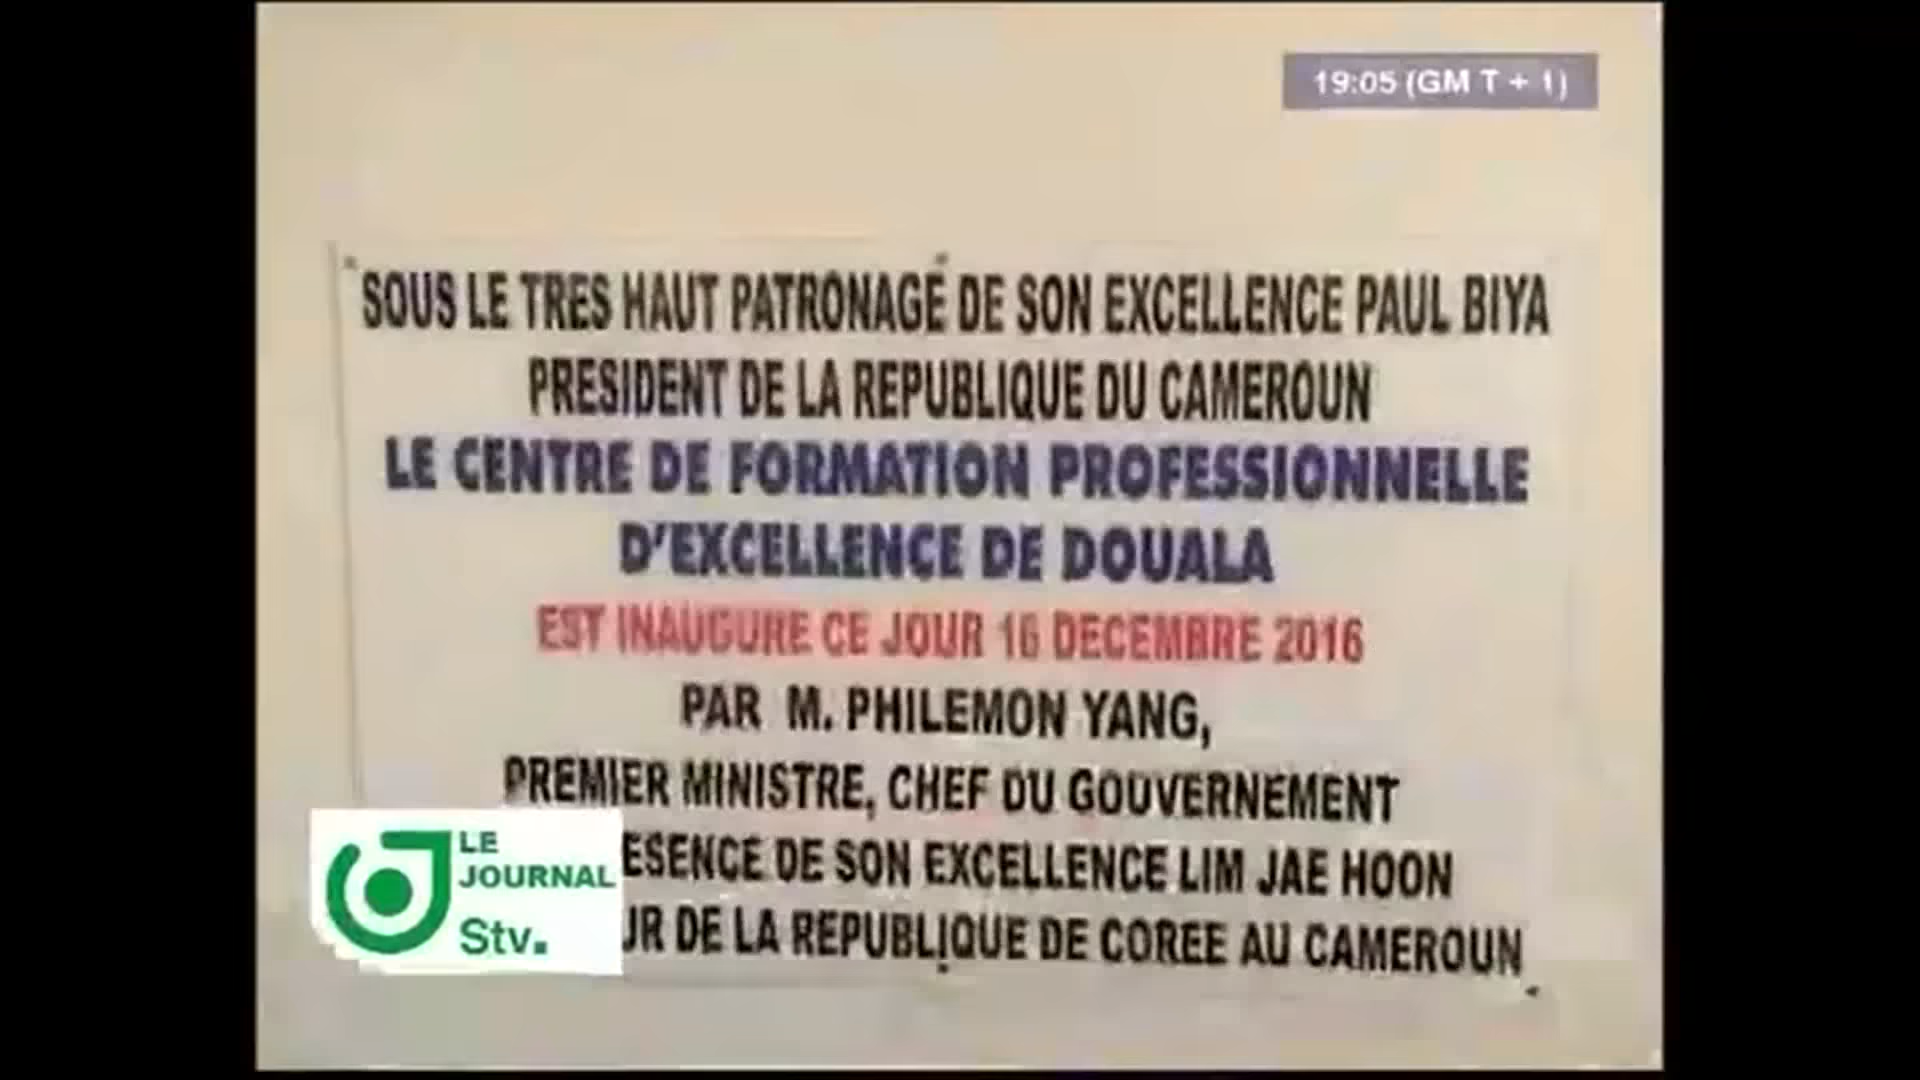 19:05 (GMT + 1)
SOUS LE TRES HAUT PATRONAGE DE SON EXCELLENCE PAUL BIYA
PRESIDENT DE LA REPUBLIQUE DU CAMEROUN
LE CENTRE DE FORMATION PROFESSIONNELLE
D'EXCELLENCE DE DOUALA
EST INAUGURE CE JOUR 16 DECEMBRE 2016
PAR M. PHILEMON YANG,
PREMIER MINISTRE, CHEF DU GOUVERNEMENT
ESENCE DE SON EXCELLENCE LIM JAE HOON
UR DE LA REPUBLIQUE DE COREE AU CAMEROUN
LE
JOURNAL
Stv.